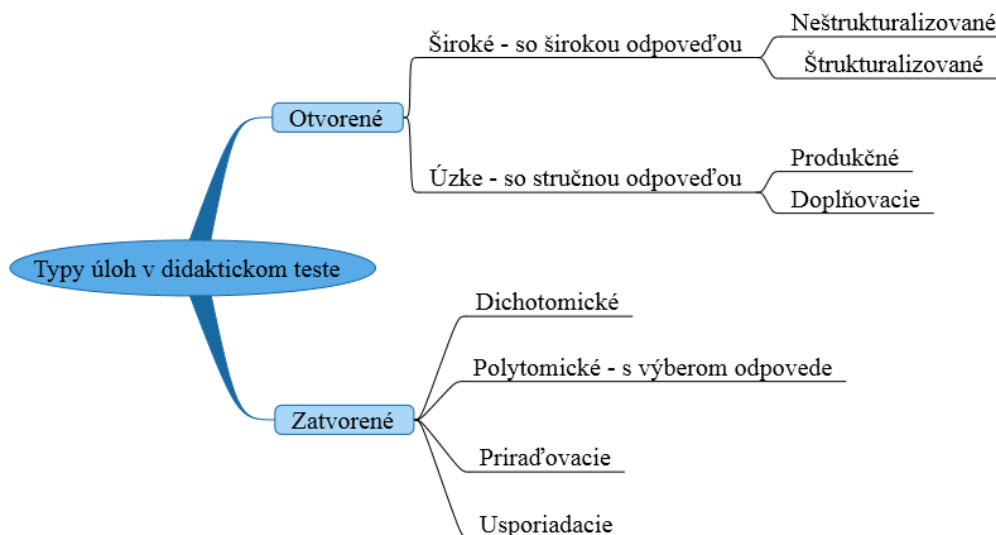 Typy úloh v didaktickom teste
Otvorené
Široké - so širokou odpoveďou
Neštrukturalizované
Štrukturalizované
Úzke - so stručnou odpoveďou
Produkčné
Doplňovacie
Zatvorené
Dichotomické
Polytomické - s výberom odpovede
Priraďovacie
Usporiadacie